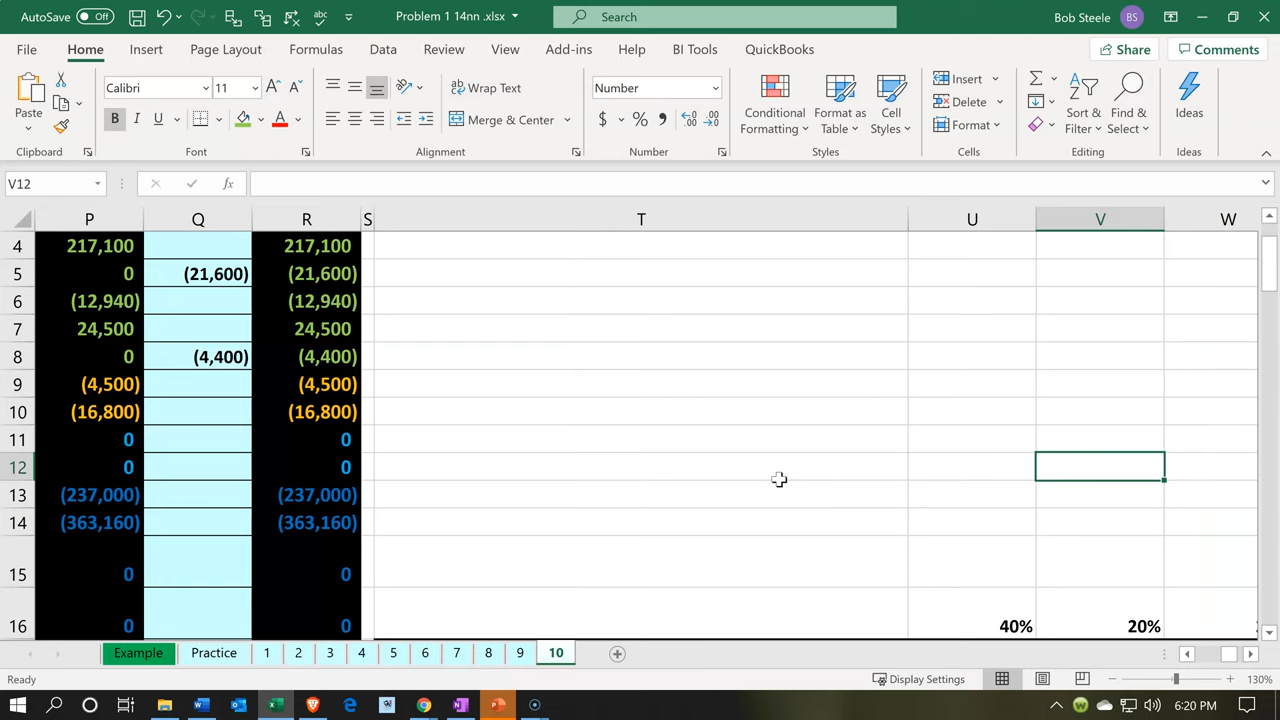 AutoSave Off Problem 1 14nn .xlsx Search Bob Steele BS
File Home Insert Page Layout Formulas Data Review View Add-ins Help BI Tools QuickBooks Share Comments
Paste Calibri 11 Wrap Text Number Conditional Formatting Format as Table Cell Styles Insert Sort & Filter Find & Select Ideas
B I U Merge & Center $ % Delete
Format
Clipboard Font Alignment Number Styles Cells Editing Ideas
V12 fx
P Q R S T U V W
4 217,100 217,100
5 0 (21,600) (21,600)
6 (12,940) (12,940)
7 24,500 24,500
8 0 (4,400) (4,400)
9 (4,500) (4,500)
10 (16,800) (16,800)
11 0 0
12 0 0
13 (237,000) (237,000)
14 (363,160) (363,160)
15 0 0
16 0 0 40% 20%
Example Practice 1 2 3 4 5 6 7 8 9 10
Ready Display Settings 130%
6:20 PM